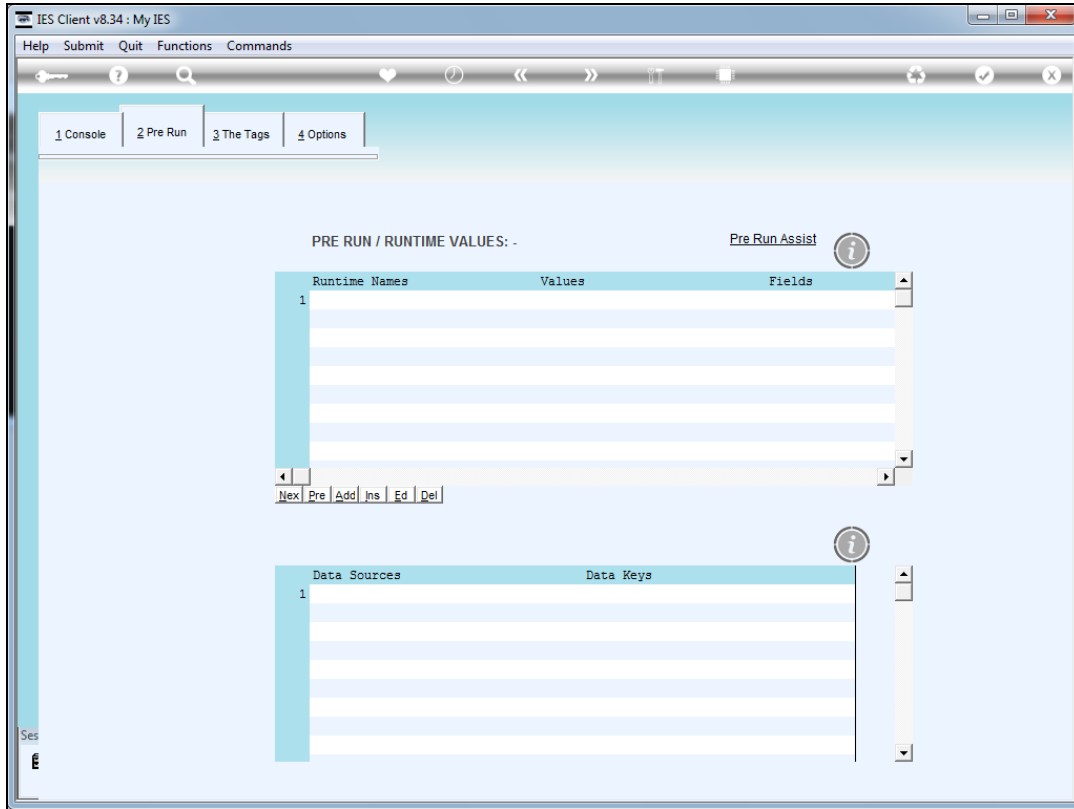 IES Client v8.34 : My IES
Help Submit Quit Functions Commands
1 Console 2 Pre Run 3 The Tags 4 Options
PRE RUN / RUNTIME VALUES: - Pre Run Assist
Runtime Names Values Fields
1
Nex Pre Add Ins Ed Del
Data Sources Data Keys
1
Ses